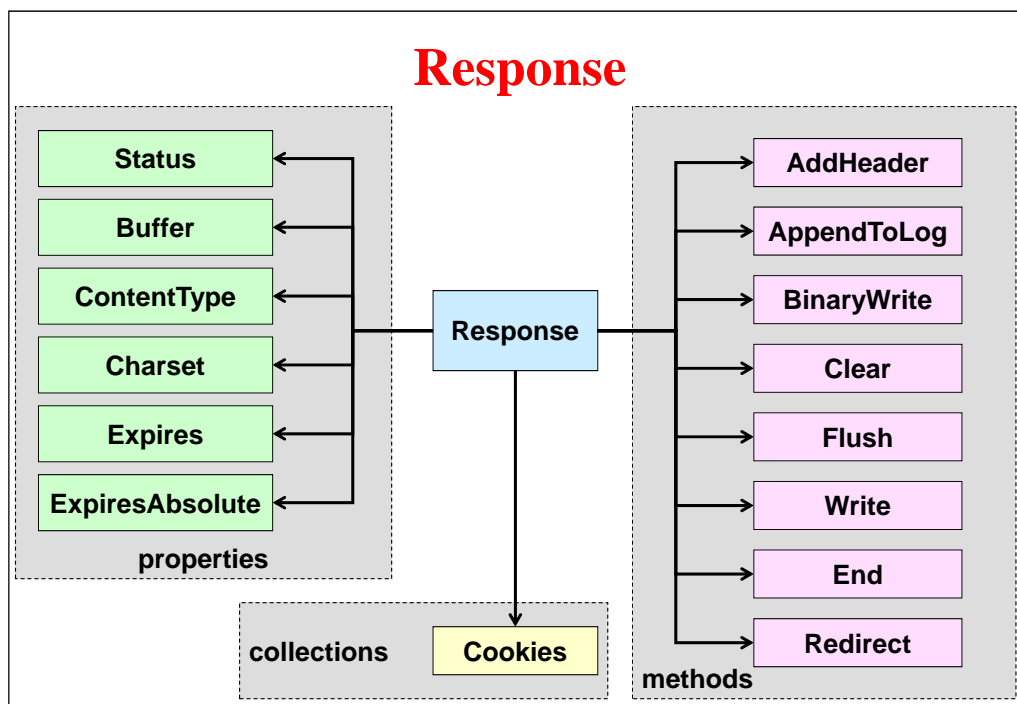 Response
Status
Buffer
ContentType
Charset
Expires
ExpiresAbsolute
properties
Response
collections
Cookies
AddHeader
AppendToLog
BinaryWrite
Clear
Flush
Write
End
Redirect
methods